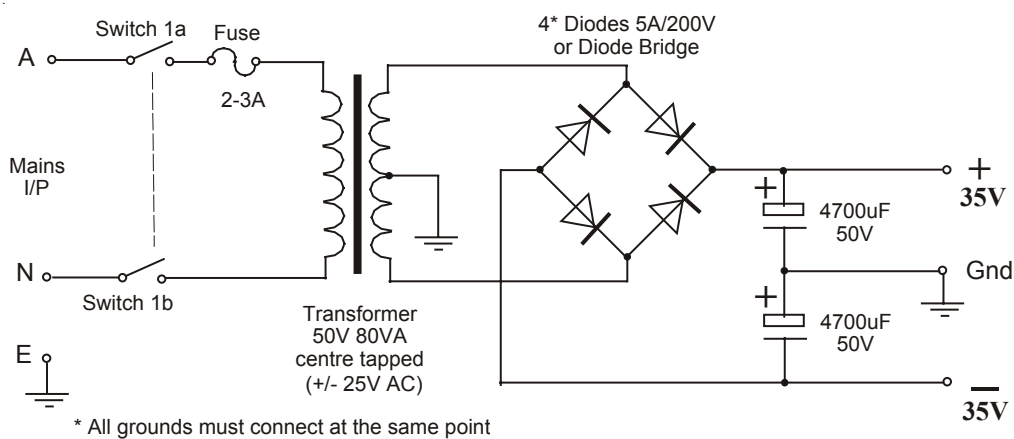 Switch 1a
Fuse
2-3A
4* Diodes 5A/200V
or Diode Bridge
A
Mains
I/P
N
Switch 1b
E
Transformer
50V 80VA
centre tapped
(+/- 25V AC)
+
4700uF
50V
+
4700uF
50V
+
35V
Gnd
−
35V
* All grounds must connect at the same point